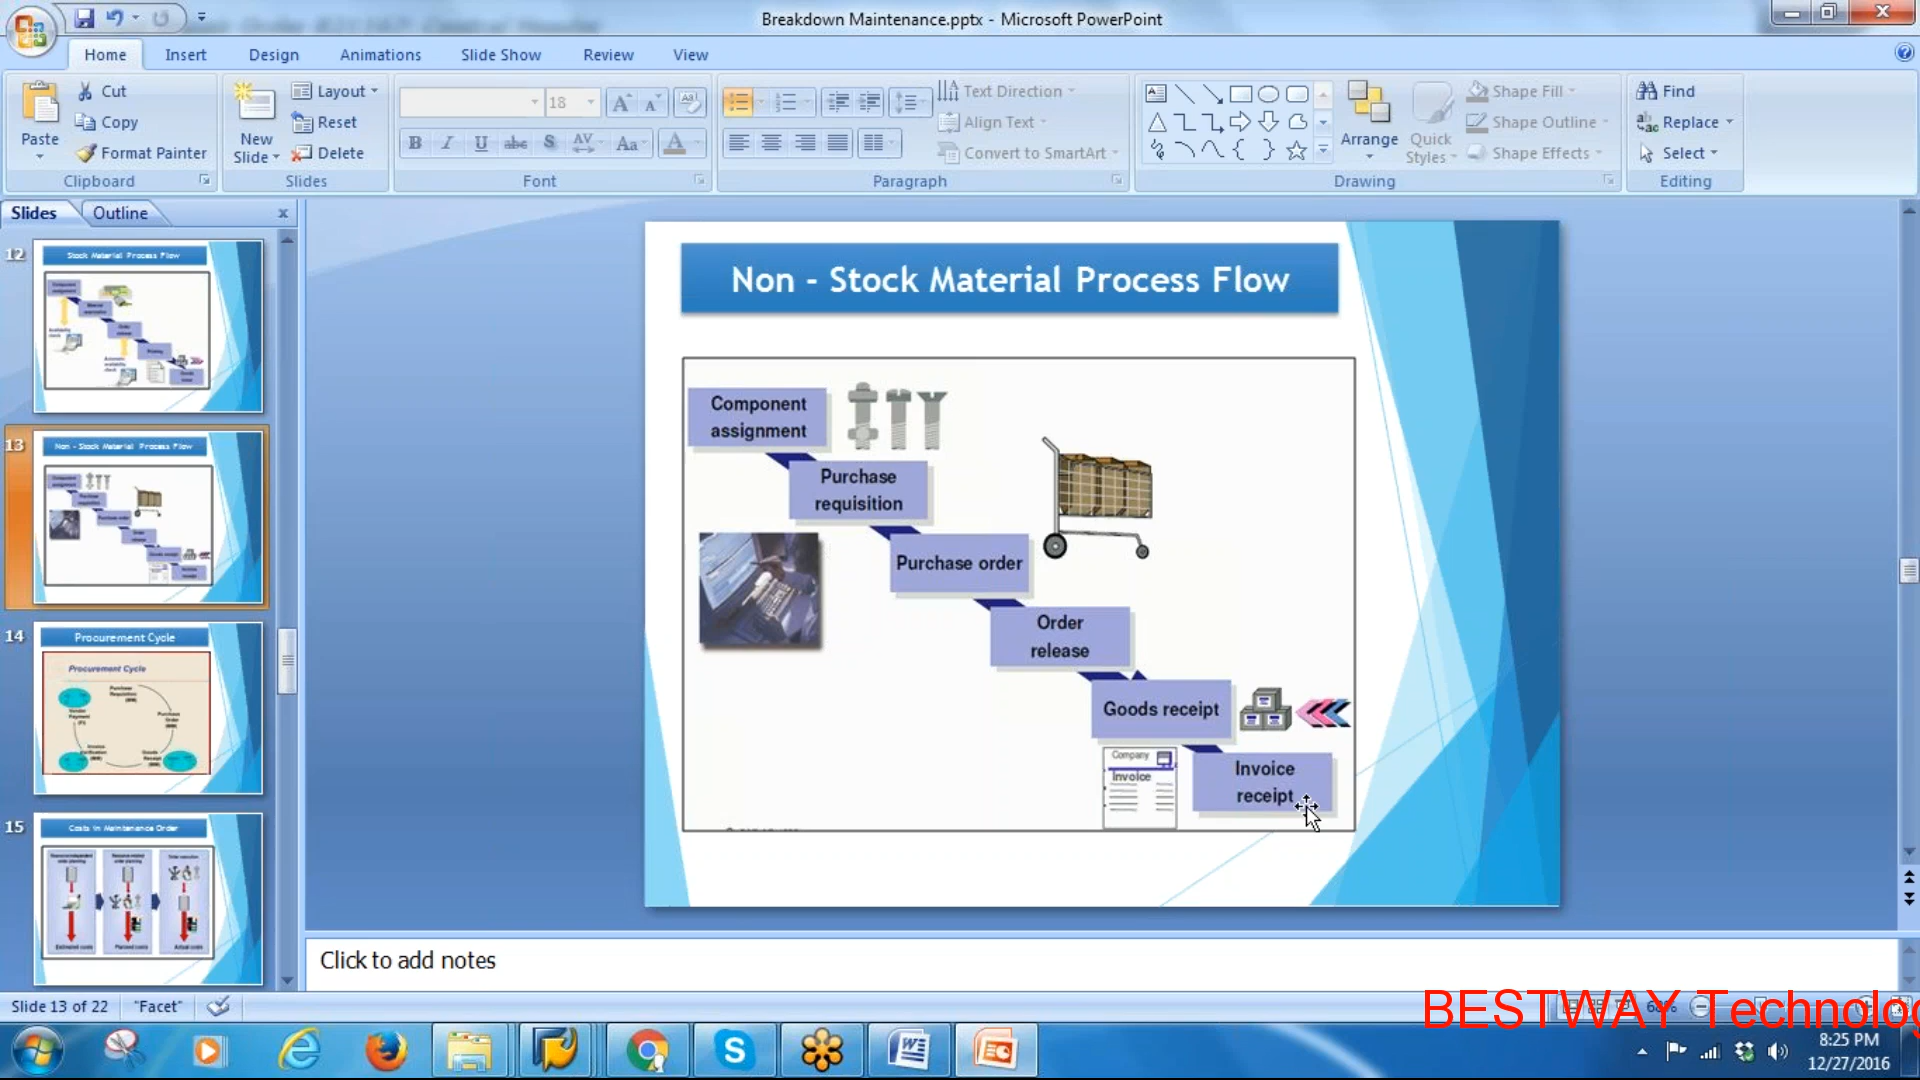 Breakdown Maintenance.pptx - Microsoft PowerPoint
Home Insert Design Animations Slide Show Review View
Paste
Cut
Copy
Format Painter
Clipboard
New Slide
Layout
Reset
Delete
Slides
18
Font
Paragraph
Text Direction
Align Text
Convert to SmartArt
Arrange
Quick Styles
Shape Fill
Shape Outline
Shape Effects
Drawing
Find
Replace
Select
Editing
Slides Outline
12
Stock Material Process Flow
13
Non - Stock Material Process Flow
14
Procurement Cycle
Procurement Cycle
15
Costs in Maintenance Order
Non - Stock Material Process Flow
Component
assignment
Purchase
requisition
Purchase order
Order
release
Goods receipt
Company
Invoice
Invoice
receipt
Click to add notes
Slide 13 of 22 "Facet"
BESTWAY Technolog
8:25 PM
12/27/2016